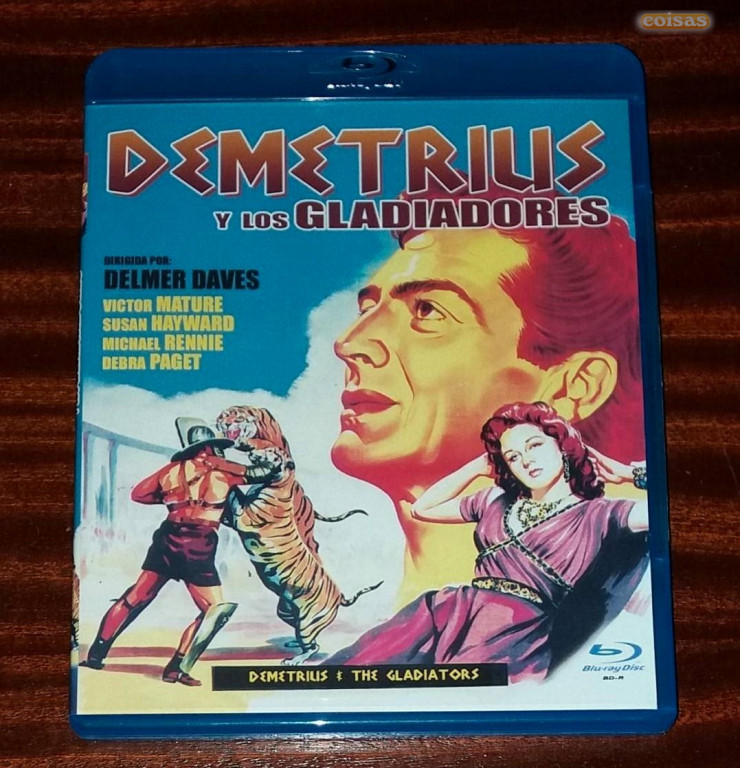 coisas
DEMETRIUS
Y LOS GLADIADORES
DIRIGIDA POR:
DELMER DAVES
VICTOR MATURE
SUSAN HAYWARD
MICHAEL RENNIE
DEBRA PAGET
Blu-ray Disc
BD-R
DEMETRIUS & THE GLADIATORS